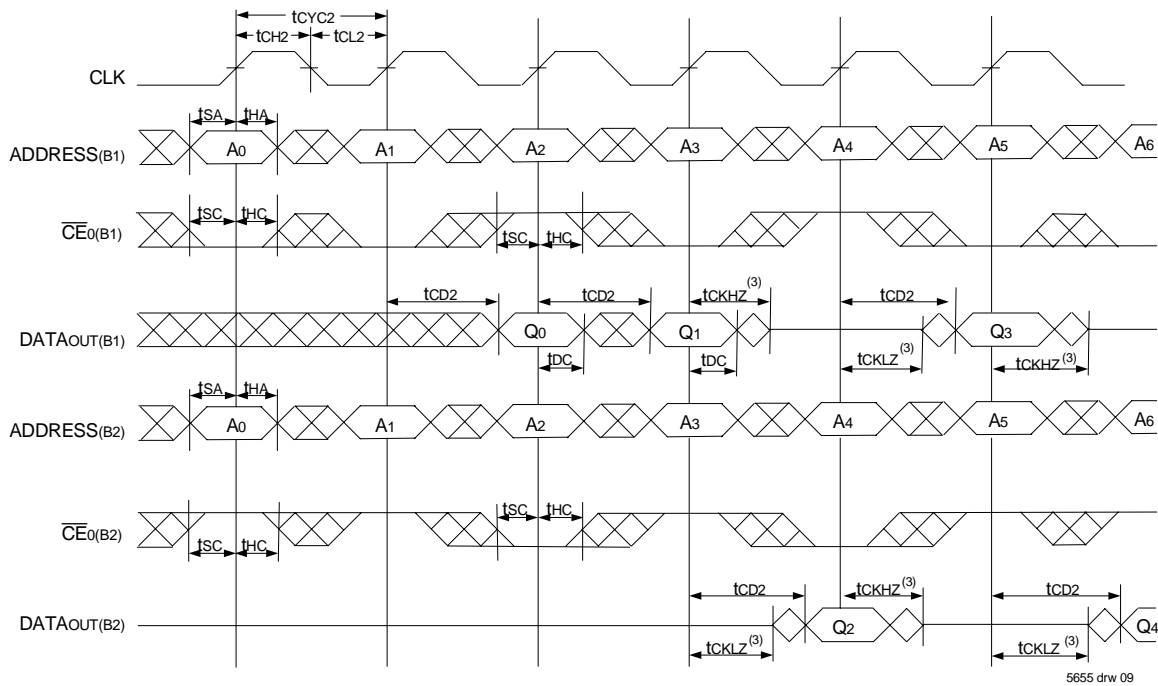 tCYC2
tCH2 tCL2
CLK
tSA tHA
ADDRESS(B1) A0 A1 A2 A3 A4 A5 A6
tSC tHC
CE0(B1)
tSC tHC
tCD2 tCD2 tCKHZ(3) tCD2
DATAOUT(B1) Q0 Q1 Q3
tDC tDC tCKLZ(3) tCKHZ(3)
tSA tHA
ADDRESS(B2) A0 A1 A2 A3 A4 A5 A6
tSC tHC
CE0(B2)
tSC tHC
tCD2 tCKHZ(3) tCD2
DATAOUT(B2) Q2 Q4
tCKLZ(3) tCKLZ(3)
5655 drw 09